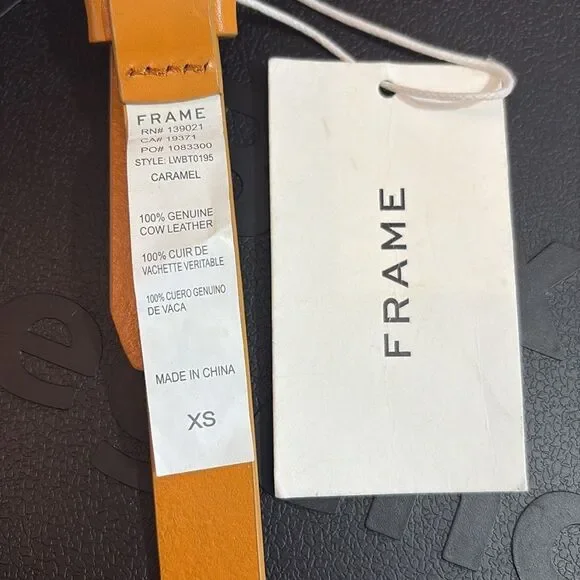 FRAME
RN# 139021
CA# 19371
PO# 1083300
STYLE: LWBT0195
CARAMEL
100% GENUINE
COW LEATHER
100% CUIR DE
VACHETTE VERITABLE
100% CUERO GENUINO
DE VACA
MADE IN CHINA
XS
FRAME